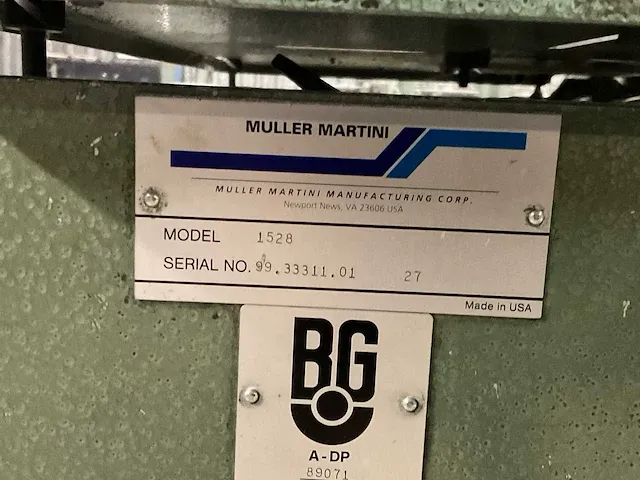 MULLER MARTINI
MULLER MARTINI MANUFACTURING CORP.
Newport News, VA 23606 USA
MODEL 1528
SERIAL NO. 99.33311.01 27
Made in USA
BG
A-DP
89071